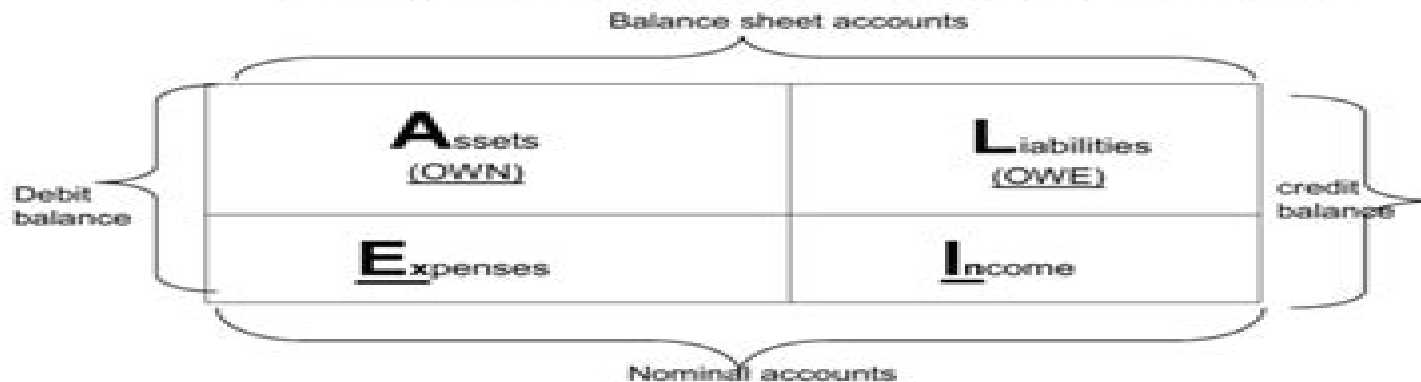 Balance sheet accounts
Assets
(OWN)
Liabilities
(OWE)
Debit
balance
credit
balance
Expenses
Income
Nominal accounts